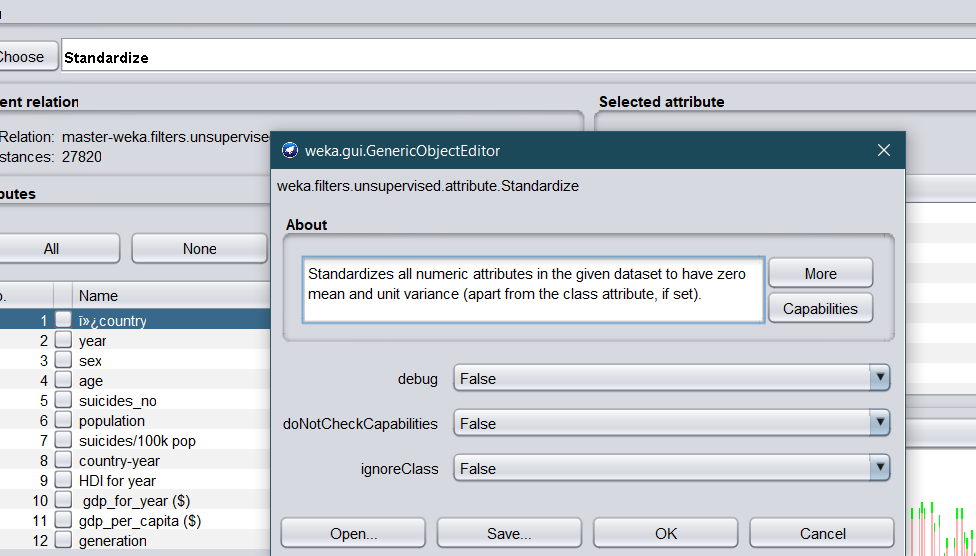 Choose
Standardize
ent relation
Selected attribute
Relation: master-weka.filters.unsupervised
stances: 27820
butes
All
None
Name
1 ï»¿country
2 year
3 sex
4 age
5 suicides_no
6 population
7 suicides/100k pop
8 country-year
9 HDI for year
10 gdp_for_year ($)
11 gdp_per_capita ($)
12 generation
weka.gui.GenericObjectEditor
weka.filters.unsupervised.attribute.Standardize
About
Standardizes all numeric attributes in the given dataset to have zero
mean and unit variance (apart from the class attribute, if set).
More
Capabilities
debug False
doNotCheckCapabilities False
ignoreClass False
Open...
Save...
OK
Cancel